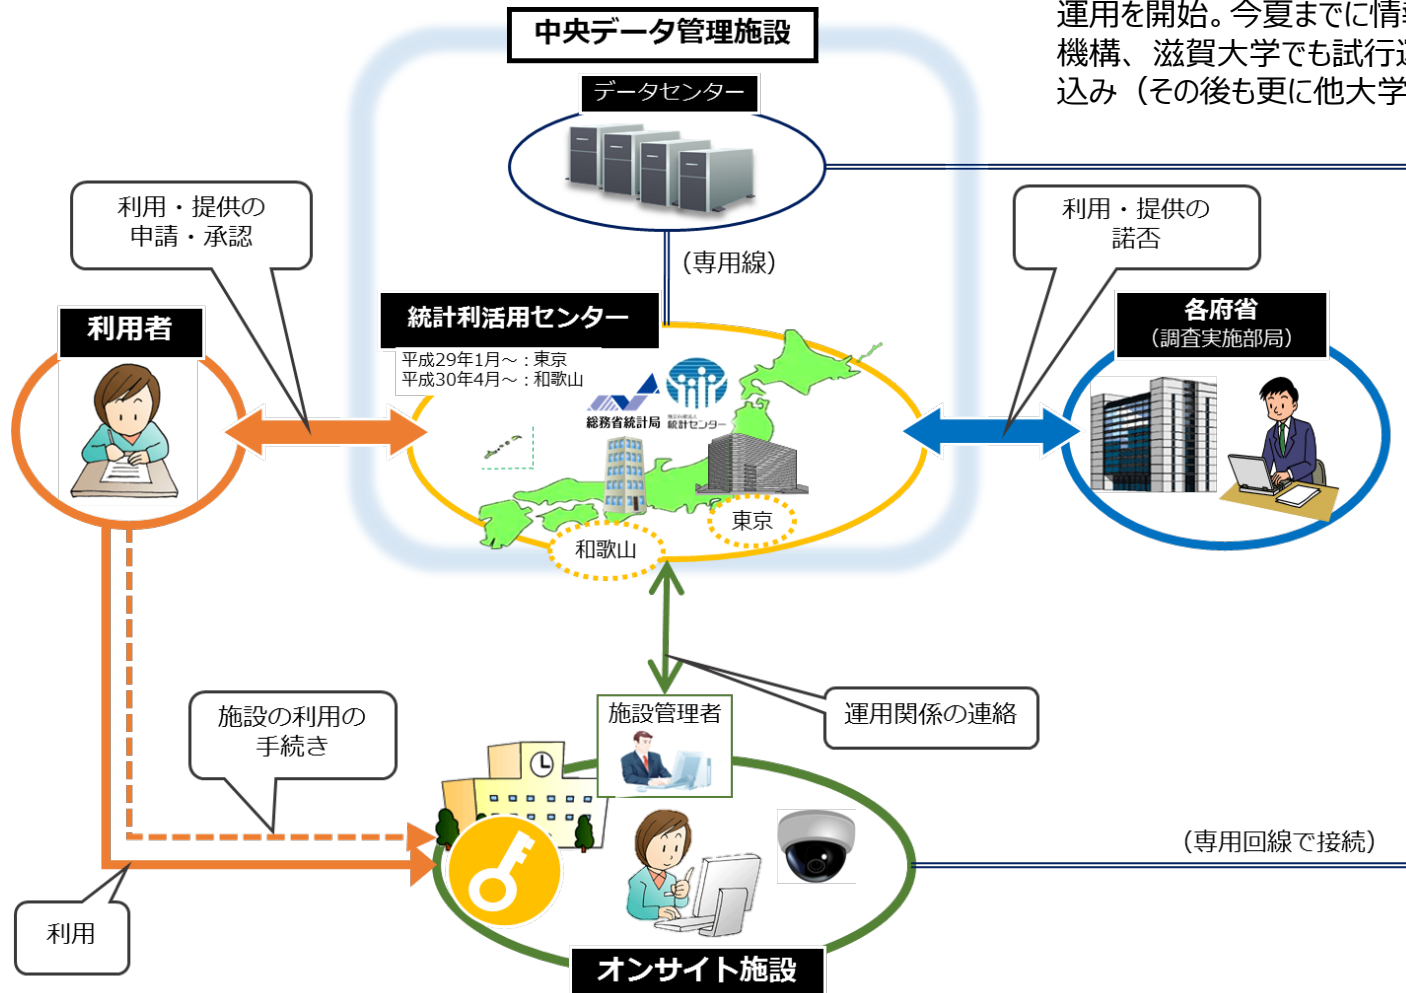 運用を開始。今夏までに情
機構、滋賀大学でも試行
込み（その後も更に他大学
中央データ管理施設
データセンター
利用・提供の
申請・承認
利用・提供の
諾否
（専用線）
利用者
統計利活用センター
平成29年1月～：東京
平成30年4月～：和歌山
各府省
（調査実施部局）
総務省統計局
独立行政法人
統計センター
東京
和歌山
施設の利用の
手続き
施設管理者
運用関係の連絡
（専用回線で接続）
利用
オンサイト施設